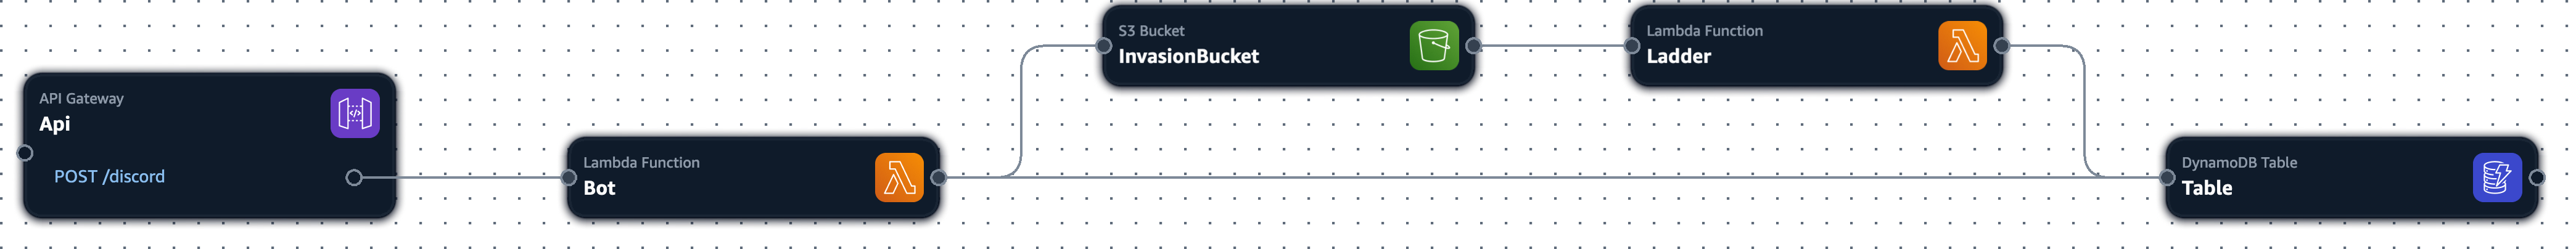 API Gateway
Api
POST /discord
Lambda Function
Bot
S3 Bucket
InvasionBucket
Lambda Function
Ladder
DynamoDB Table
Table